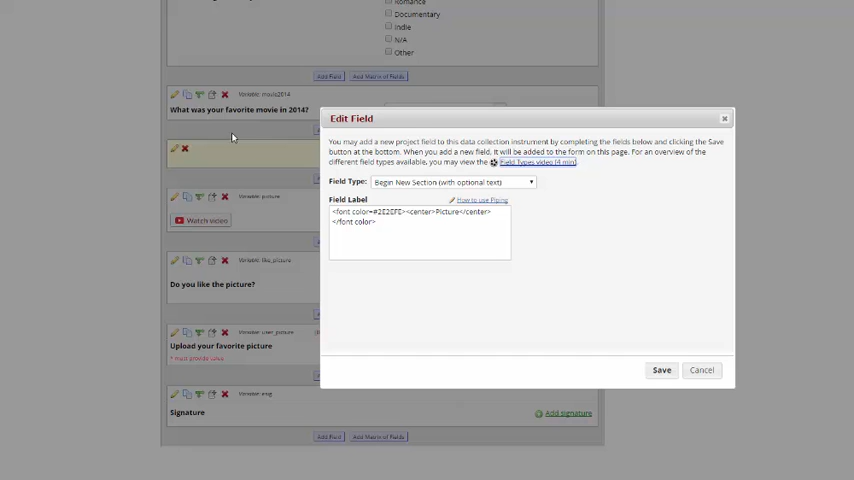 Romance
Documentary
Indie
N/A
Other
Add Field
Add Matrix of Fields
Variable: movie2014
What was your favorite movie in 2014?
Edit Field
You may add a new project field to this data collection instrument by completing the fields below and clicking the Save
button at the bottom. When you add a new field, it will be added to the form on this page. For an overview of the
different field types available, you may view the Field Types video (4 min).
Field Type: Begin New Section (with optional text)
Field Label How to use Piping
<font color=#2E2EFE><center>Picture</center>
</font color>
Variable: picture
Watch video
Variable: like_picture
Do you like the picture?
Variable: user_picture
Upload your favorite picture
* must provide value
Save
Cancel
Signature
Add signature
Add Field
Add Matrix of Fields